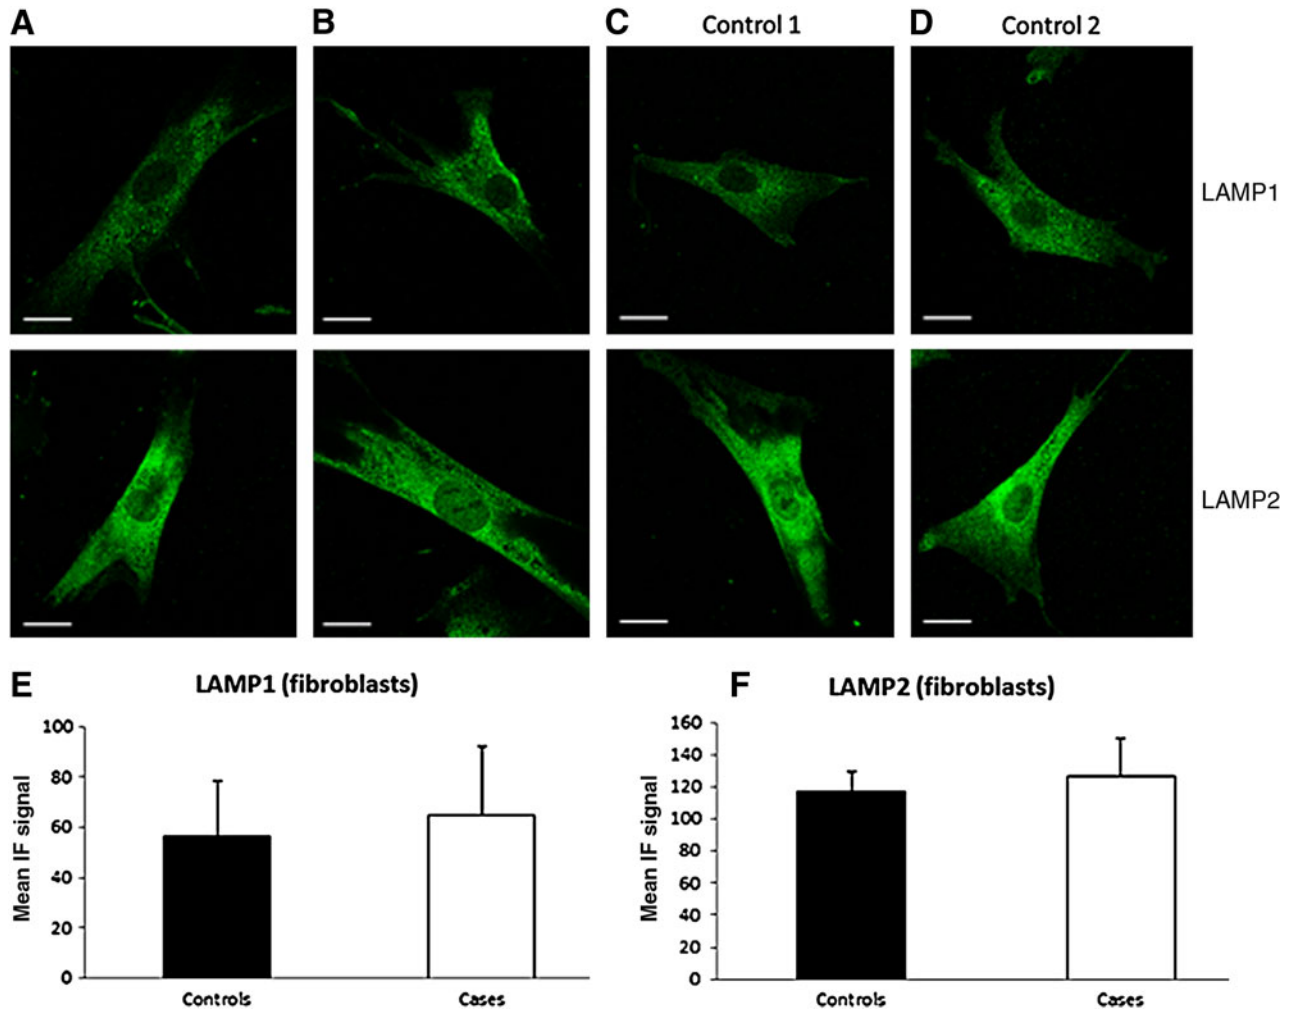 A B C Control 1 D Control 2
LAMP1
LAMP2
E LAMP1 (fibroblasts)
Mean IF signal
100
80
60
40
20
0
Controls Cases
F LAMP2 (fibroblasts)
Mean IF signal
160
140
120
100
80
60
40
20
0
Controls Cases